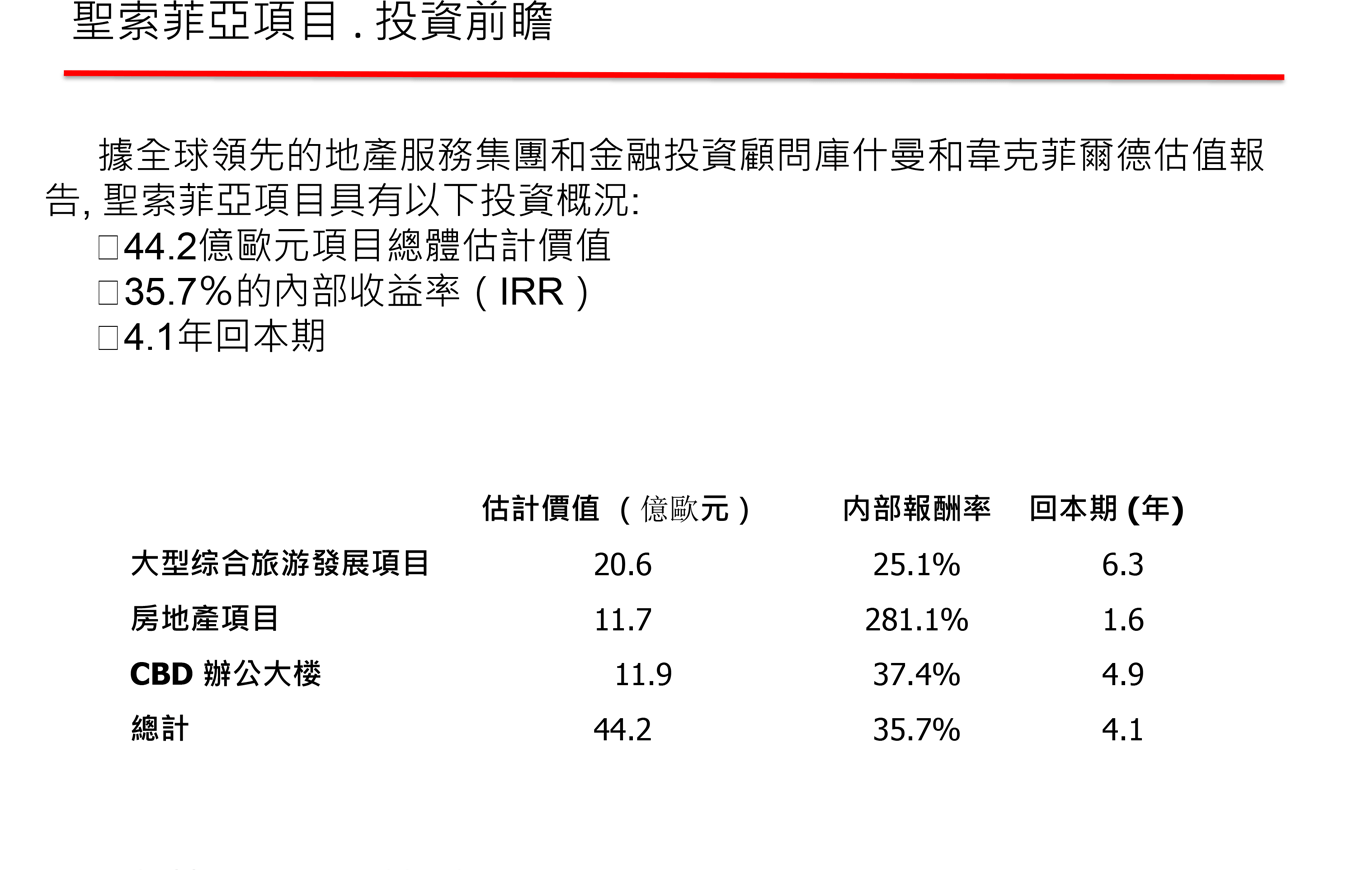 聖索菲亞項目 . 投資前瞻
據全球領先的地產服務集團和金融投資顧問庫什曼和韋克菲爾德估值報
告, 聖索菲亞項目具有以下投資概況:
□44.2億歐元項目總體估計價值
□35.7%的內部收益率（IRR）
□4.1年回本期
估計價值 （億歐元） 内部報酬率 回本期 (年)
大型综合旅游發展項目 20.6 25.1% 6.3
房地產項目 11.7 281.1% 1.6
CBD 辦公大楼 11.9 37.4% 4.9
總計 44.2 35.7% 4.1